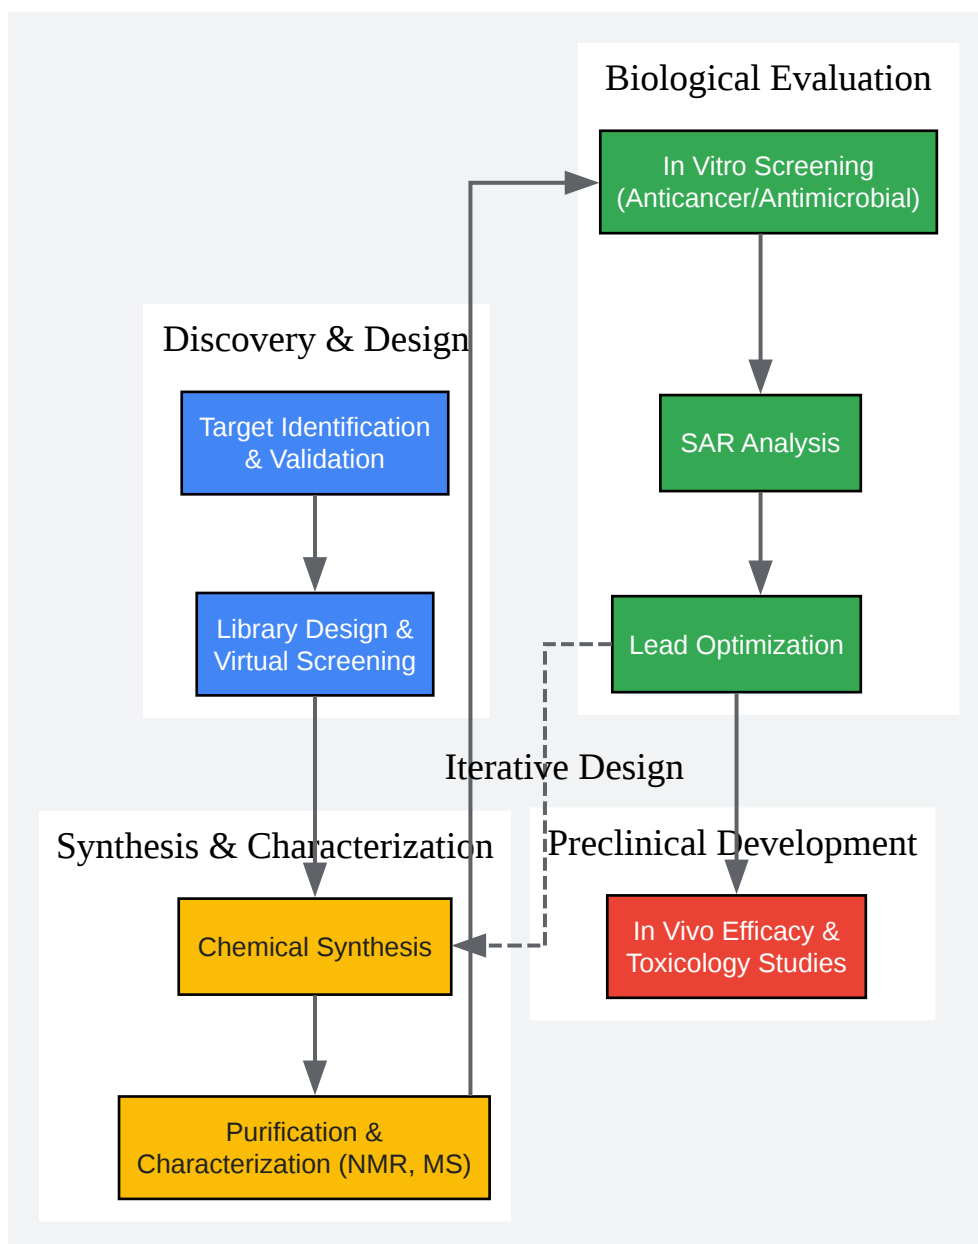 Biological Evaluation
In Vitro Screening
(Anticancer/Antimicrobial)
SAR Analysis
Lead Optimization
Discovery & Design
Target Identification
& Validation
Library Design &
Virtual Screening
Iterative Design
Synthesis & Characterization
Chemical Synthesis
Purification &
Characterization (NMR, MS)
Preclinical Development
In Vivo Efficacy &
Toxicology Studies